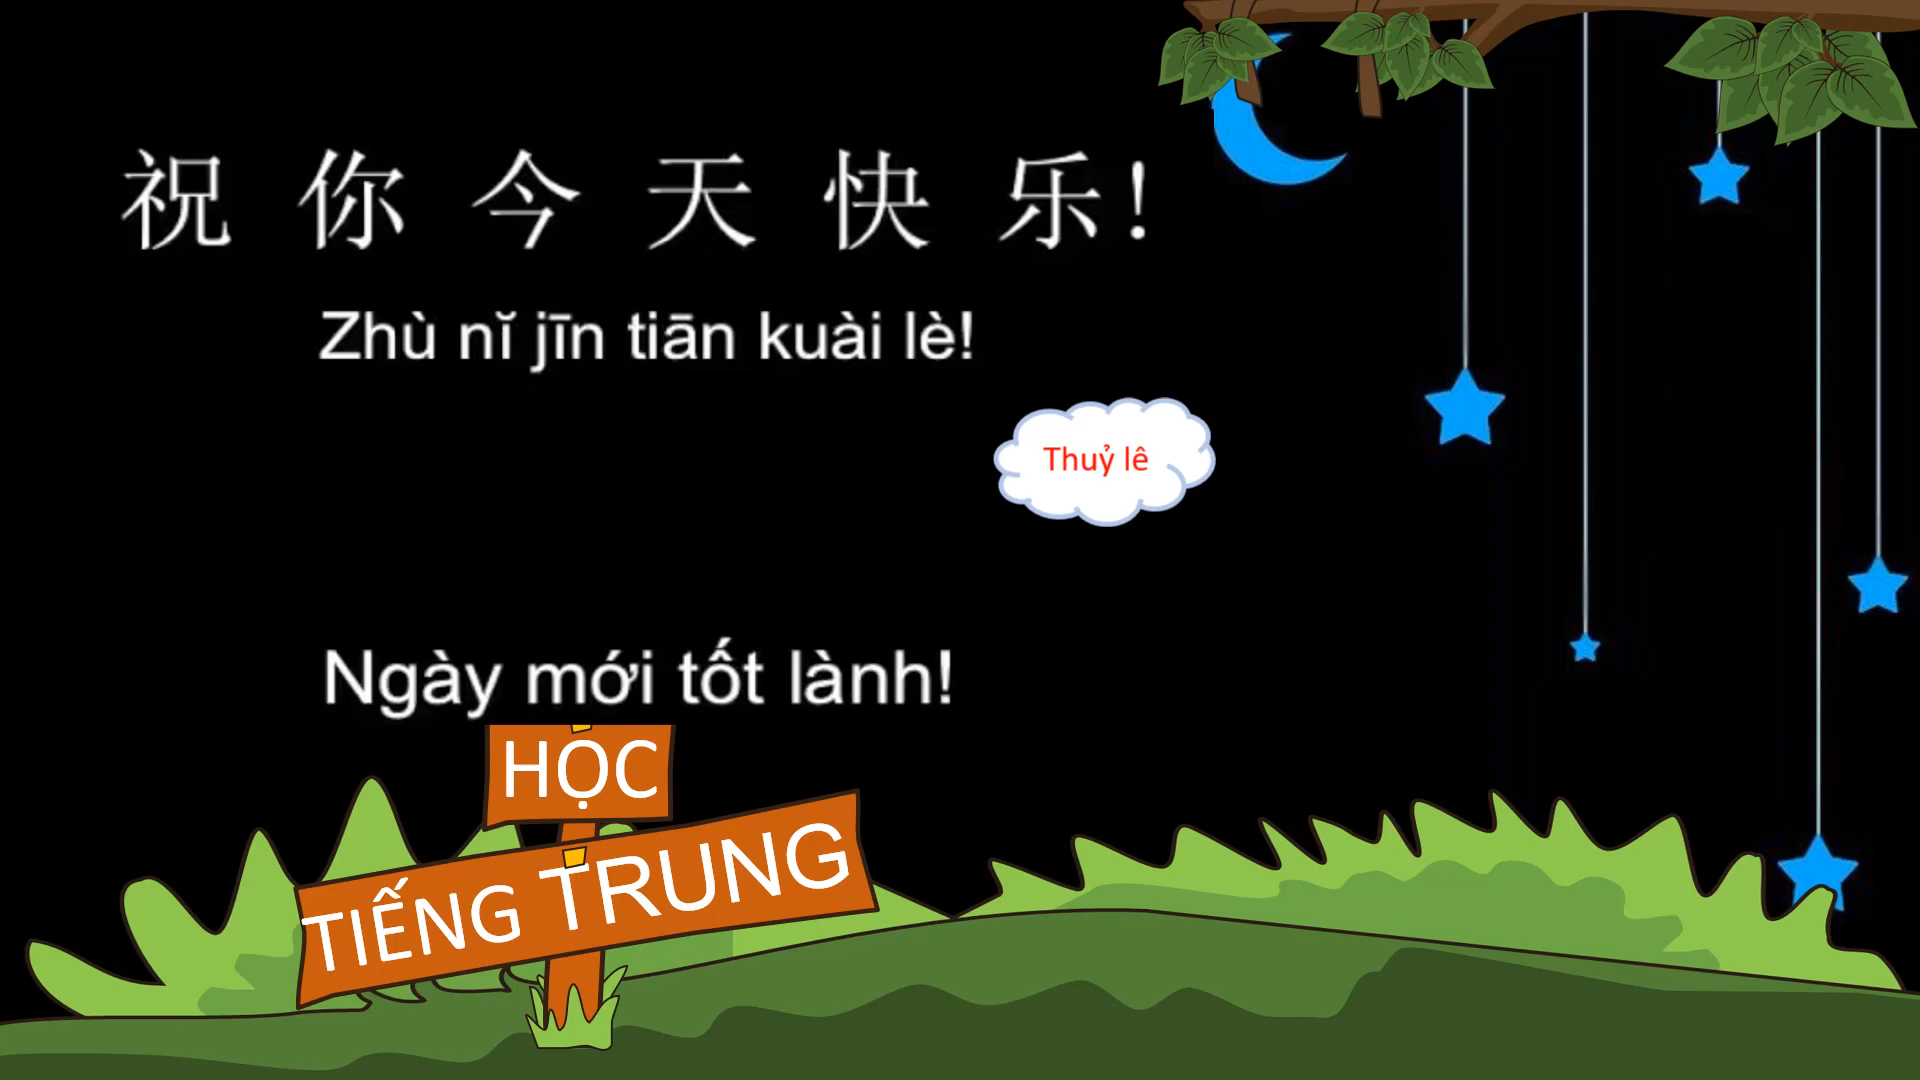 祝你今天快乐!
Zhù nǐ jīn tiān kuài lè!
Thuỷ lê
Ngày mới tốt lành!
HỌC
TIẾNG TRUNG